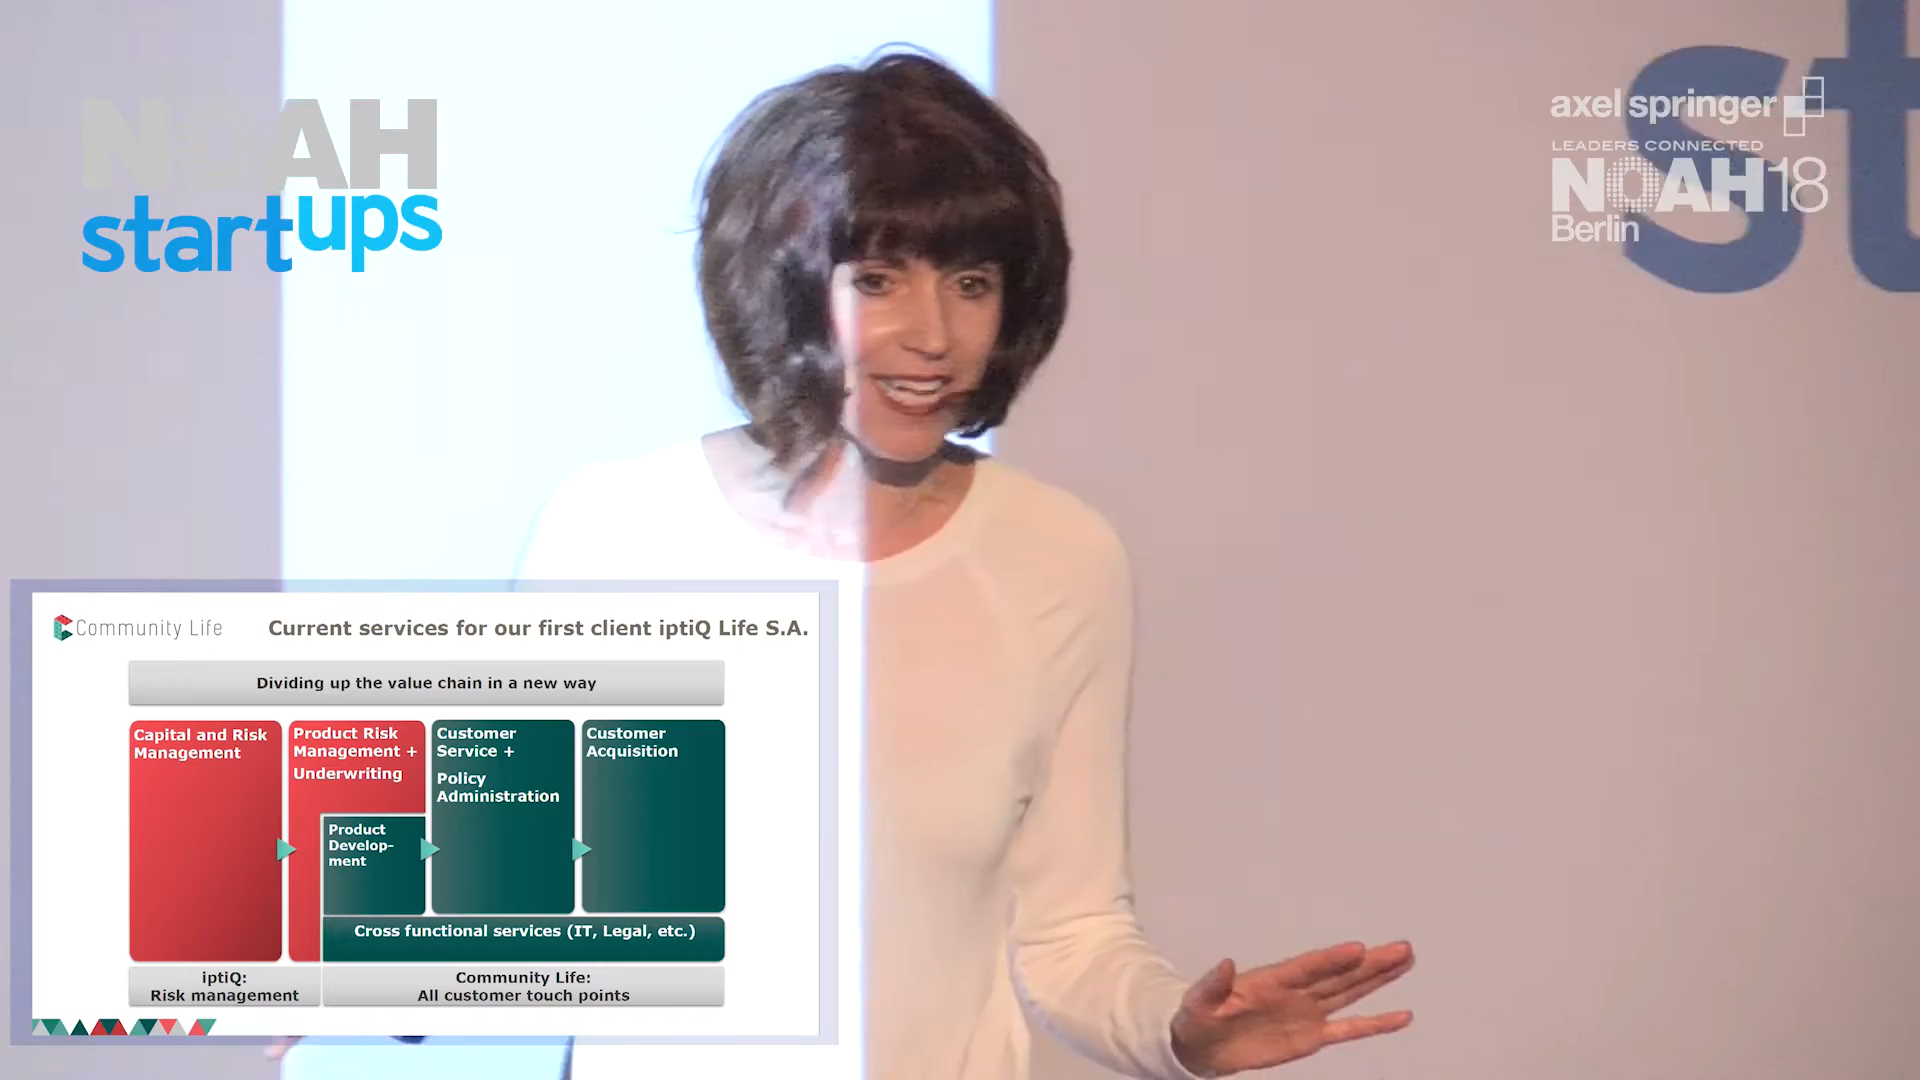 NOAH
startups
axel springer
LEADERS CONNECTED
NOAH18
Berlin
st
Community Life
Current services for our first client iptiQ Life S.A.
Dividing up the value chain in a new way
Capital and Risk
Management
Product Risk
Management +
Underwriting
Product
Develop-
ment
Customer
Service +
Policy
Administration
Customer
Acquisition
Cross functional services (IT, Legal, etc.)
iptiQ:
Risk management
Community Life:
All customer touch points